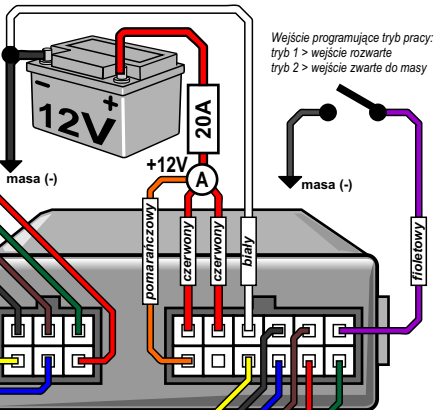 Wejście programujące tryb pracy:
tryb 1 > wejście rozwarte
tryb 2 > wejście zwarte do masy
- +
12V
20A
+12V
A
masa (-)
masa (-)
pomarańczowy
czerwony
czerwony
biały
fioletowy